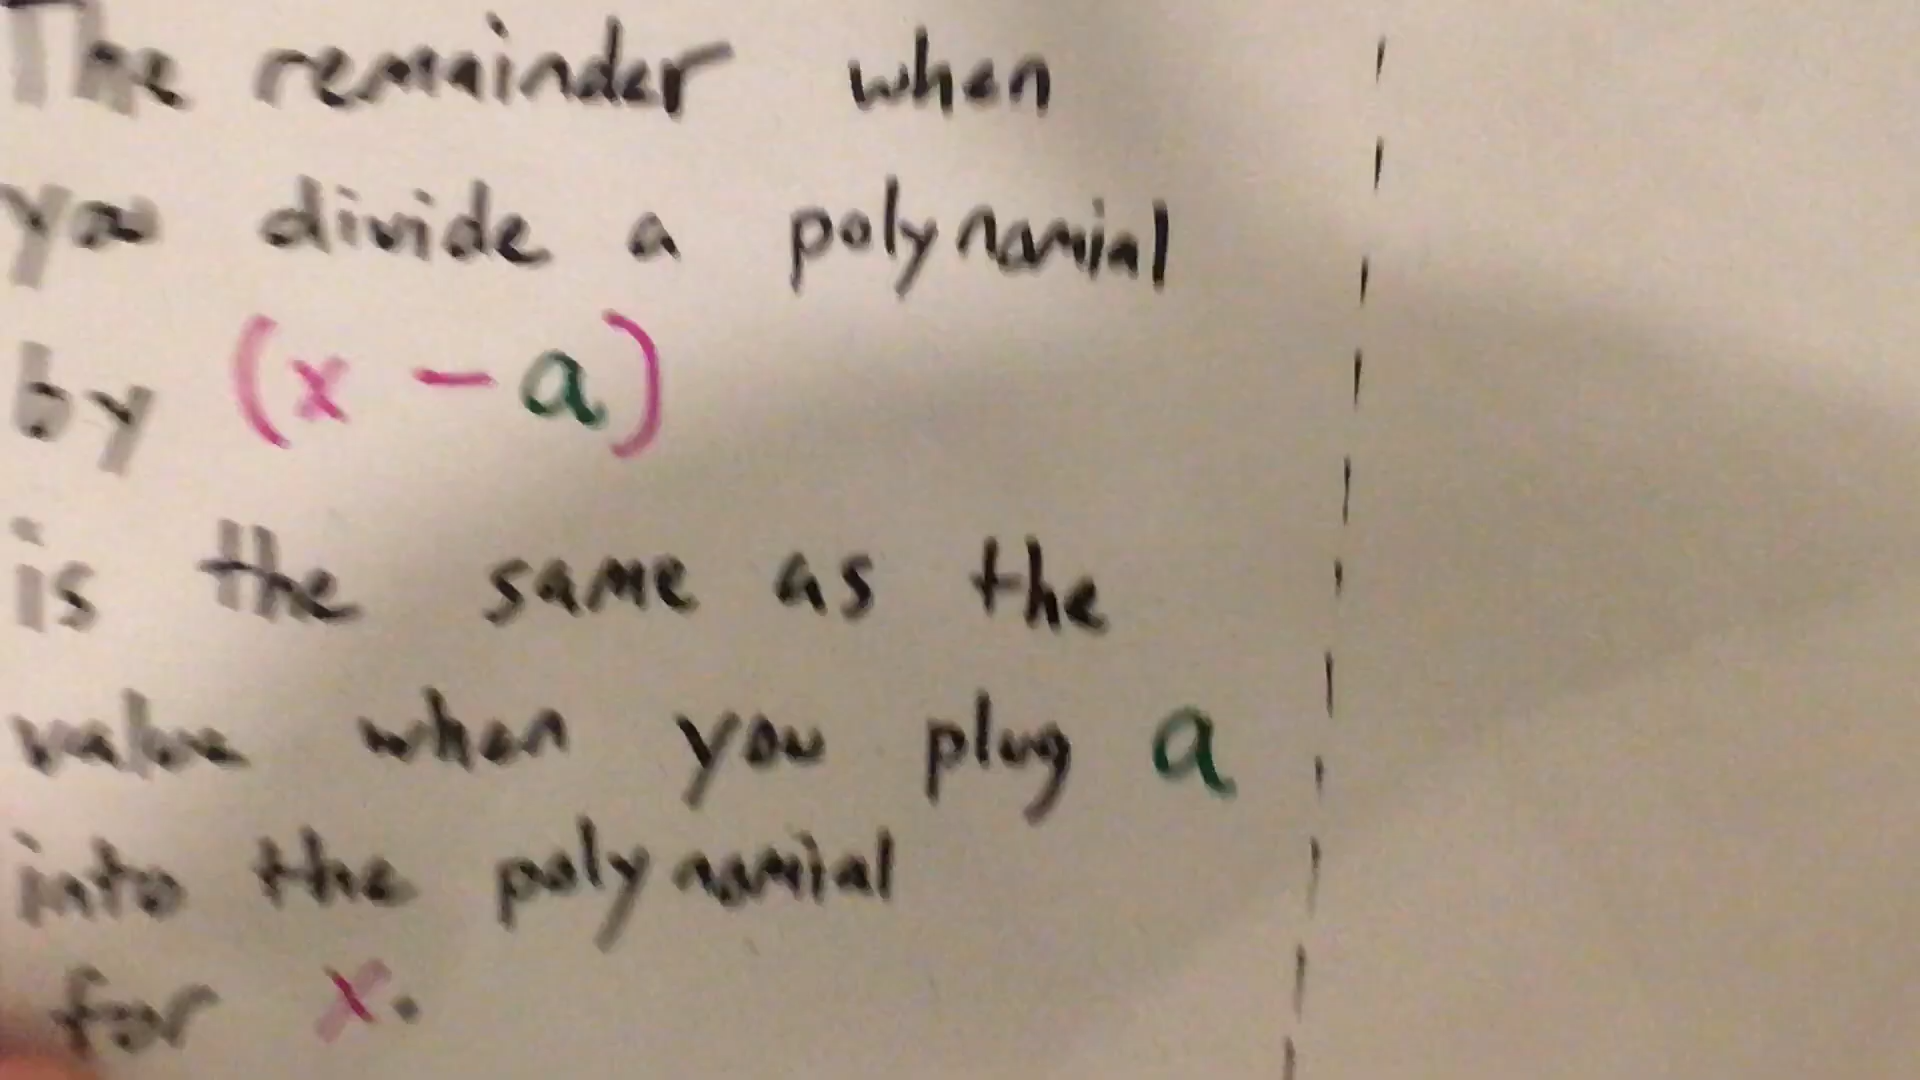 The remainder when
you divide a polynomial
by (x - a)
is the same as the
value when you plug a
into the polynomial
for x.